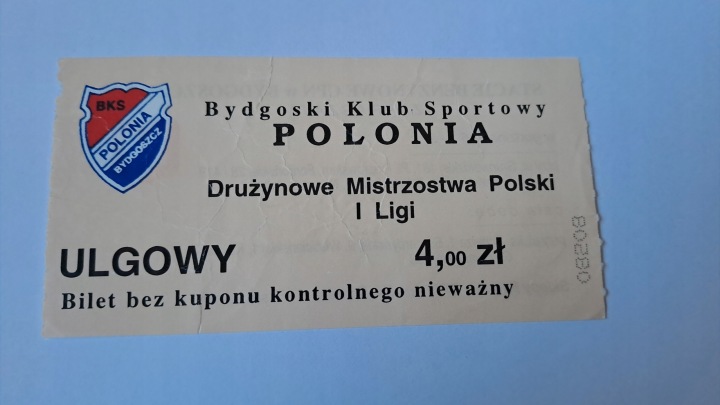 BKS
POLONIA
BYDGOSZCZ
Bydgoski Klub Sportowy
POLONIA
Drużynowe Mistrzostwa Polski
I Ligi
ULGOWY 4,00 zł
Bilet bez kuponu kontrolnego nieważny
08208